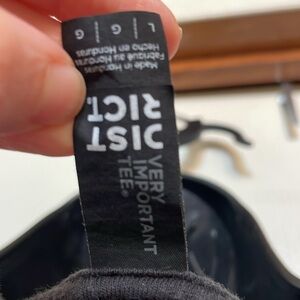 VERY
IMPORTANT
TEE®
DIST
RICT.
Made in Honduras
Fabriqué au Honduras
Hecho en Honduras
L G G